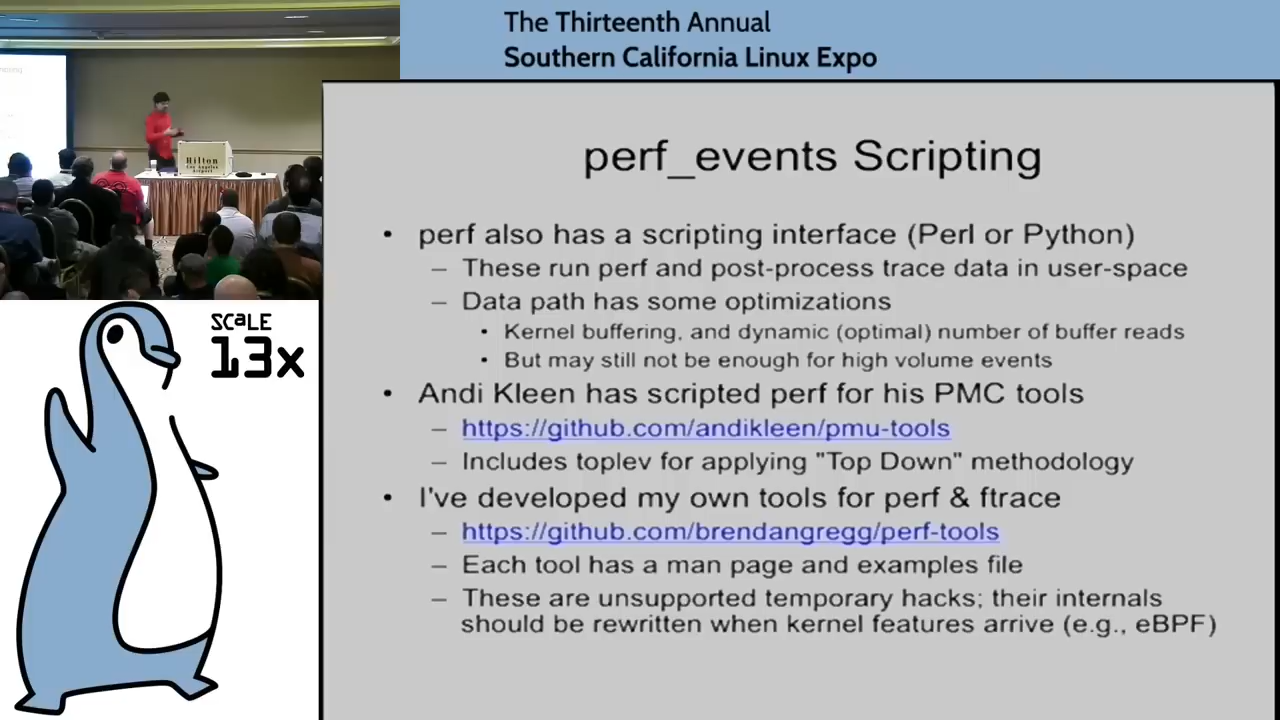 The Thirteenth Annual
Southern California Linux Expo
Hilton
Los Angeles
Airport
SCaLE
13x
perf_events Scripting
• perf also has a scripting interface (Perl or Python)
– These run perf and post-process trace data in user-space
– Data path has some optimizations
• Kernel buffering, and dynamic (optimal) number of buffer reads
• But may still not be enough for high volume events
• Andi Kleen has scripted perf for his PMC tools
– https://github.com/andikleen/pmu-tools
– Includes toplev for applying "Top Down" methodology
• I've developed my own tools for perf & ftrace
– https://github.com/brendangregg/perf-tools
– Each tool has a man page and examples file
– These are unsupported temporary hacks; their internals
should be rewritten when kernel features arrive (e.g., eBPF)